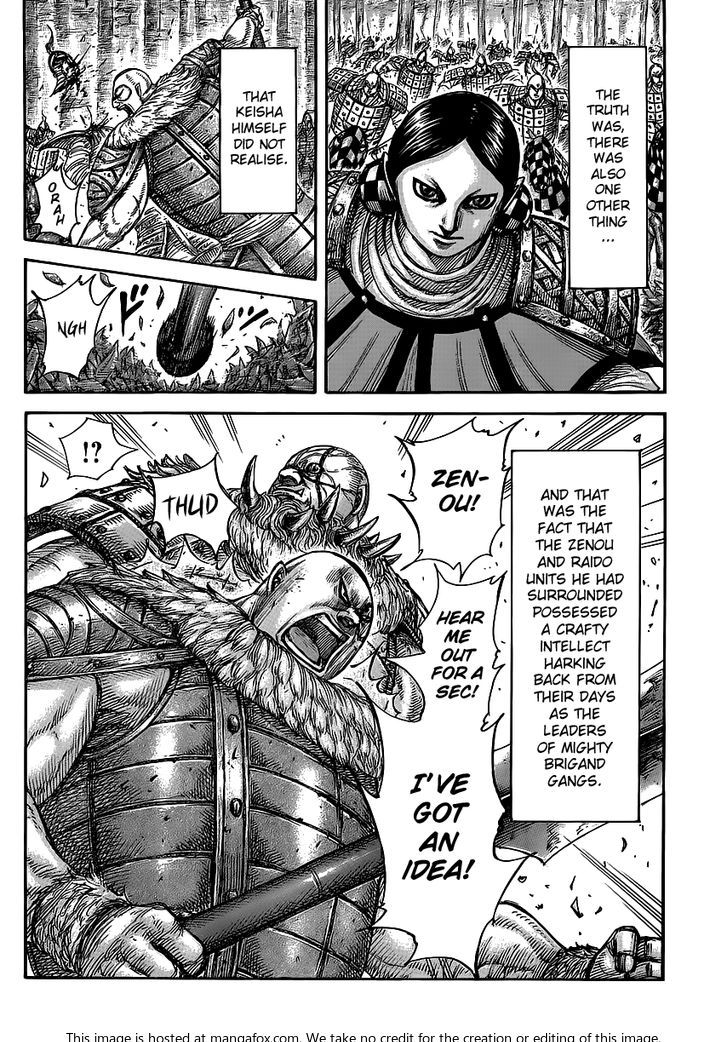 THE
TRUTH
WAS,
THERE
WAS
ALSO
ONE
OTHER
THING
...
THAT
KEISHA
HIMSELF
DID NOT
REALISE.
ORAH
ドド
NGH
AND THAT
WAS THE
FACT THAT
THE ZENOU
AND RAIDO
UNITS HE HAD
SURROUNDED
POSSESSED
A CRAFTY
INTELLECT
HARKING
BACK FROM
THEIR DAYS
AS THE
LEADERS
OF MIGHTY
BRIGAND
GANGS.
ZEN-
OU!
THUD
!?
HEAR
ME
OUT
FOR A
SEC!
I'VE
GOT
AN
IDEA!
This image is hosted at mangafox.com. We take no credit for the creation or editing of this image.